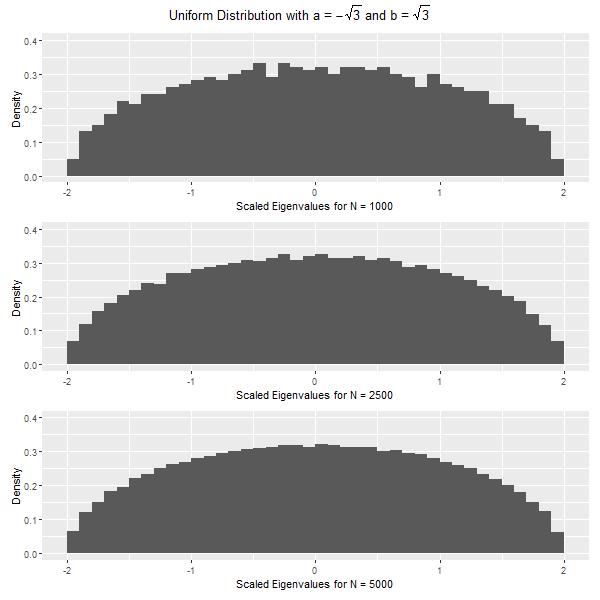 Uniform Distribution with a = −√3 and b = √3
0.4
0.3
0.2
0.1
0.0
Density
-2 -1 0 1 2
Scaled Eigenvalues for N = 1000
0.4
0.3
0.2
0.1
0.0
Density
-2 -1 0 1 2
Scaled Eigenvalues for N = 2500
0.4
0.3
0.2
0.1
0.0
Density
-2 -1 0 1 2
Scaled Eigenvalues for N = 5000